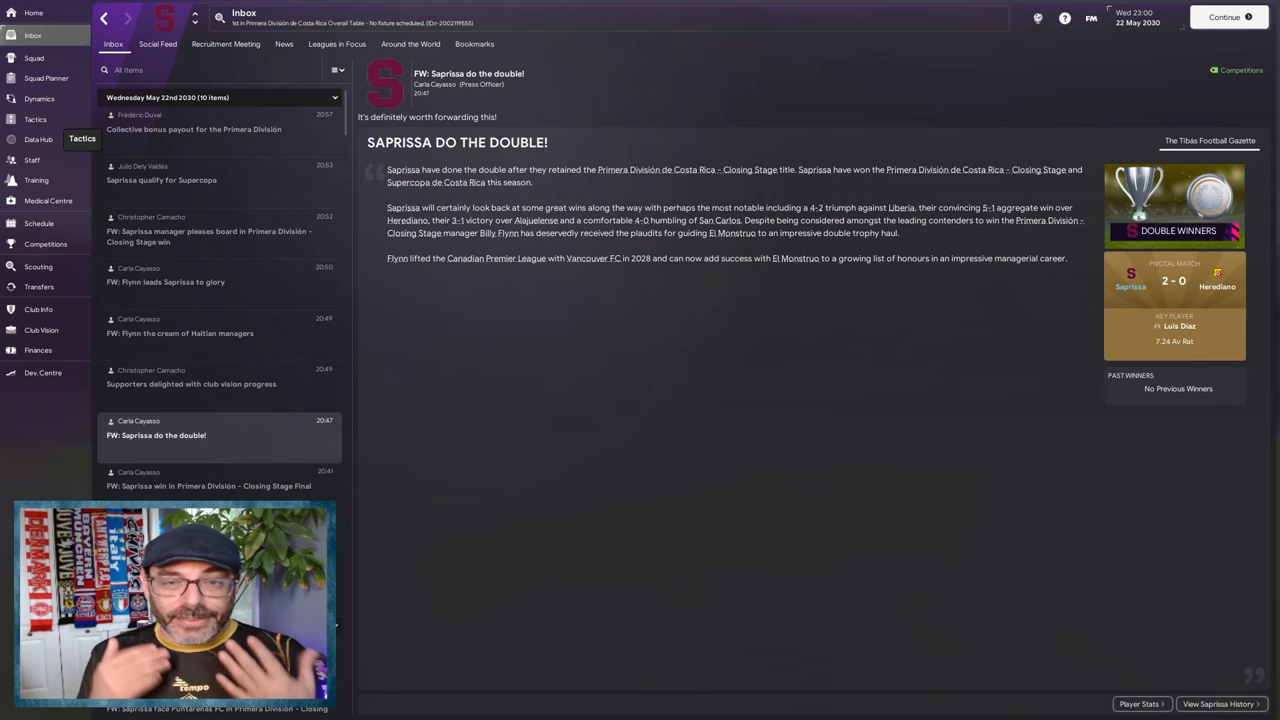 Home
Inbox
Squad
Squad Planner
Dynamics
Tactics
Data Hub
Tactics
Staff
Training
Medical Centre
Schedule
Competitions
Scouting
Transfers
Club Info
Club Vision
Finances
Dev. Centre
Inbox
1st in Primera División de Costa Rica Overall Table - No fixture scheduled. (ID:r-2002119555)
FM
Wed 23:00
22 May 2030
Continue
Inbox
Social Feed
Recruitment Meeting
News
Leagues in Focus
Around the World
Bookmarks
All Items
Wednesday May 22nd 2030 (10 items)
Frédéric Duval
20:57
Collective bonus payout for the Primera División
Julio Dely Valdés
20:53
Saprissa qualify for Supercopa
Christopher Camacho
20:52
FW: Saprissa manager pleases board in Primera División -
Closing Stage win
Carla Cayasso
20:50
FW: Flynn leads Saprissa to glory
Carla Cayasso
20:49
FW: Flynn the cream of Haitian managers
Christopher Camacho
20:49
Supporters delighted with club vision progress
Carla Cayasso
20:47
FW: Saprissa do the double!
Carla Cayasso
20:41
FW: Saprissa win in Primera División - Closing Stage Final
S
FW: Saprissa do the double!
Carla Cayasso (Press Officer)
20:47
Competitions
It's definitely worth forwarding this!
SAPRISSA DO THE DOUBLE!
The Tibás Football Gazette
Saprissa have done the double after they retained the Primera División de Costa Rica - Closing Stage title. Saprissa have won the Primera División de Costa Rica - Closing Stage and
Supercopa de Costa Rica this season.
Saprissa will certainly look back at some great wins along the way with perhaps the most notable including a 4-2 triumph against Liberia, their convincing 5-1 aggregate win over
Herediano, their 3-1 victory over Alajuelense and a comfortable 4-0 humbling of San Carlos. Despite being considered amongst the leading contenders to win the Primera División -
Closing Stage manager Billy Flynn has deservedly received the plaudits for guiding El Monstruo to an impressive double trophy haul.
Flynn lifted the Canadian Premier League with Vancouver FC in 2028 and can now add success with El Monstruo to a growing list of honours in an impressive managerial career.
DOUBLE WINNERS
PIVOTAL MATCH
Saprissa
2 - 0
Herediano
KEY PLAYER
Luis Díaz
7.24 Av Rat
PAST WINNERS
No Previous Winners
DENMARK
JUVE
BAYERN
MÜNCHEN
ANTWERP
italy
CHIVAS
tempo
FW: Saprissa face Puntarenas FC in Primera División - Closing
Player Stats
View Saprissa History